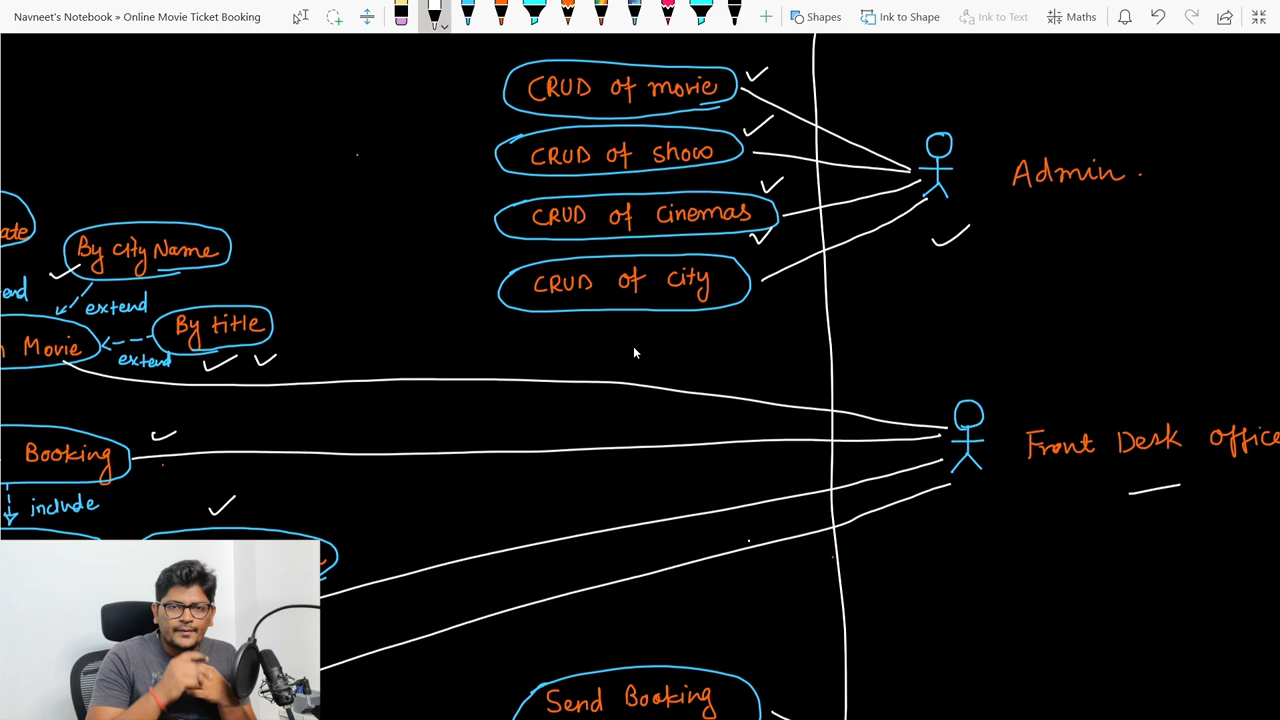 Navneet's Notebook » Online Movie Ticket Booking
Shapes
Ink to Shape
Ink to Text
Maths
CRUD of movie
CRUD of show
CRUD of cinemas
CRUD of city
Admin.
By City Name
extend
By title
extend
Movie
Front Desk Office
Booking
include
Send Booking